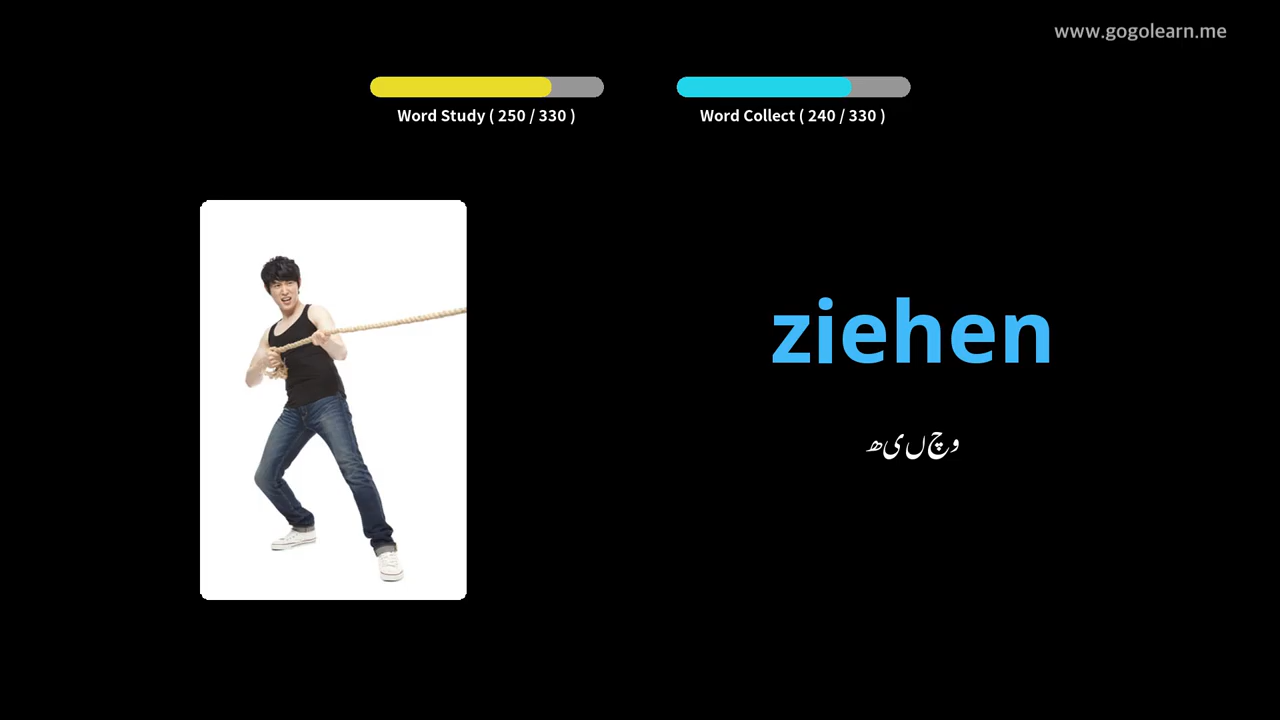 www.gogolearn.me
Word Study ( 250 / 330 )
Word Collect ( 240 / 330 )
ziehen
و چ ں ی ھ